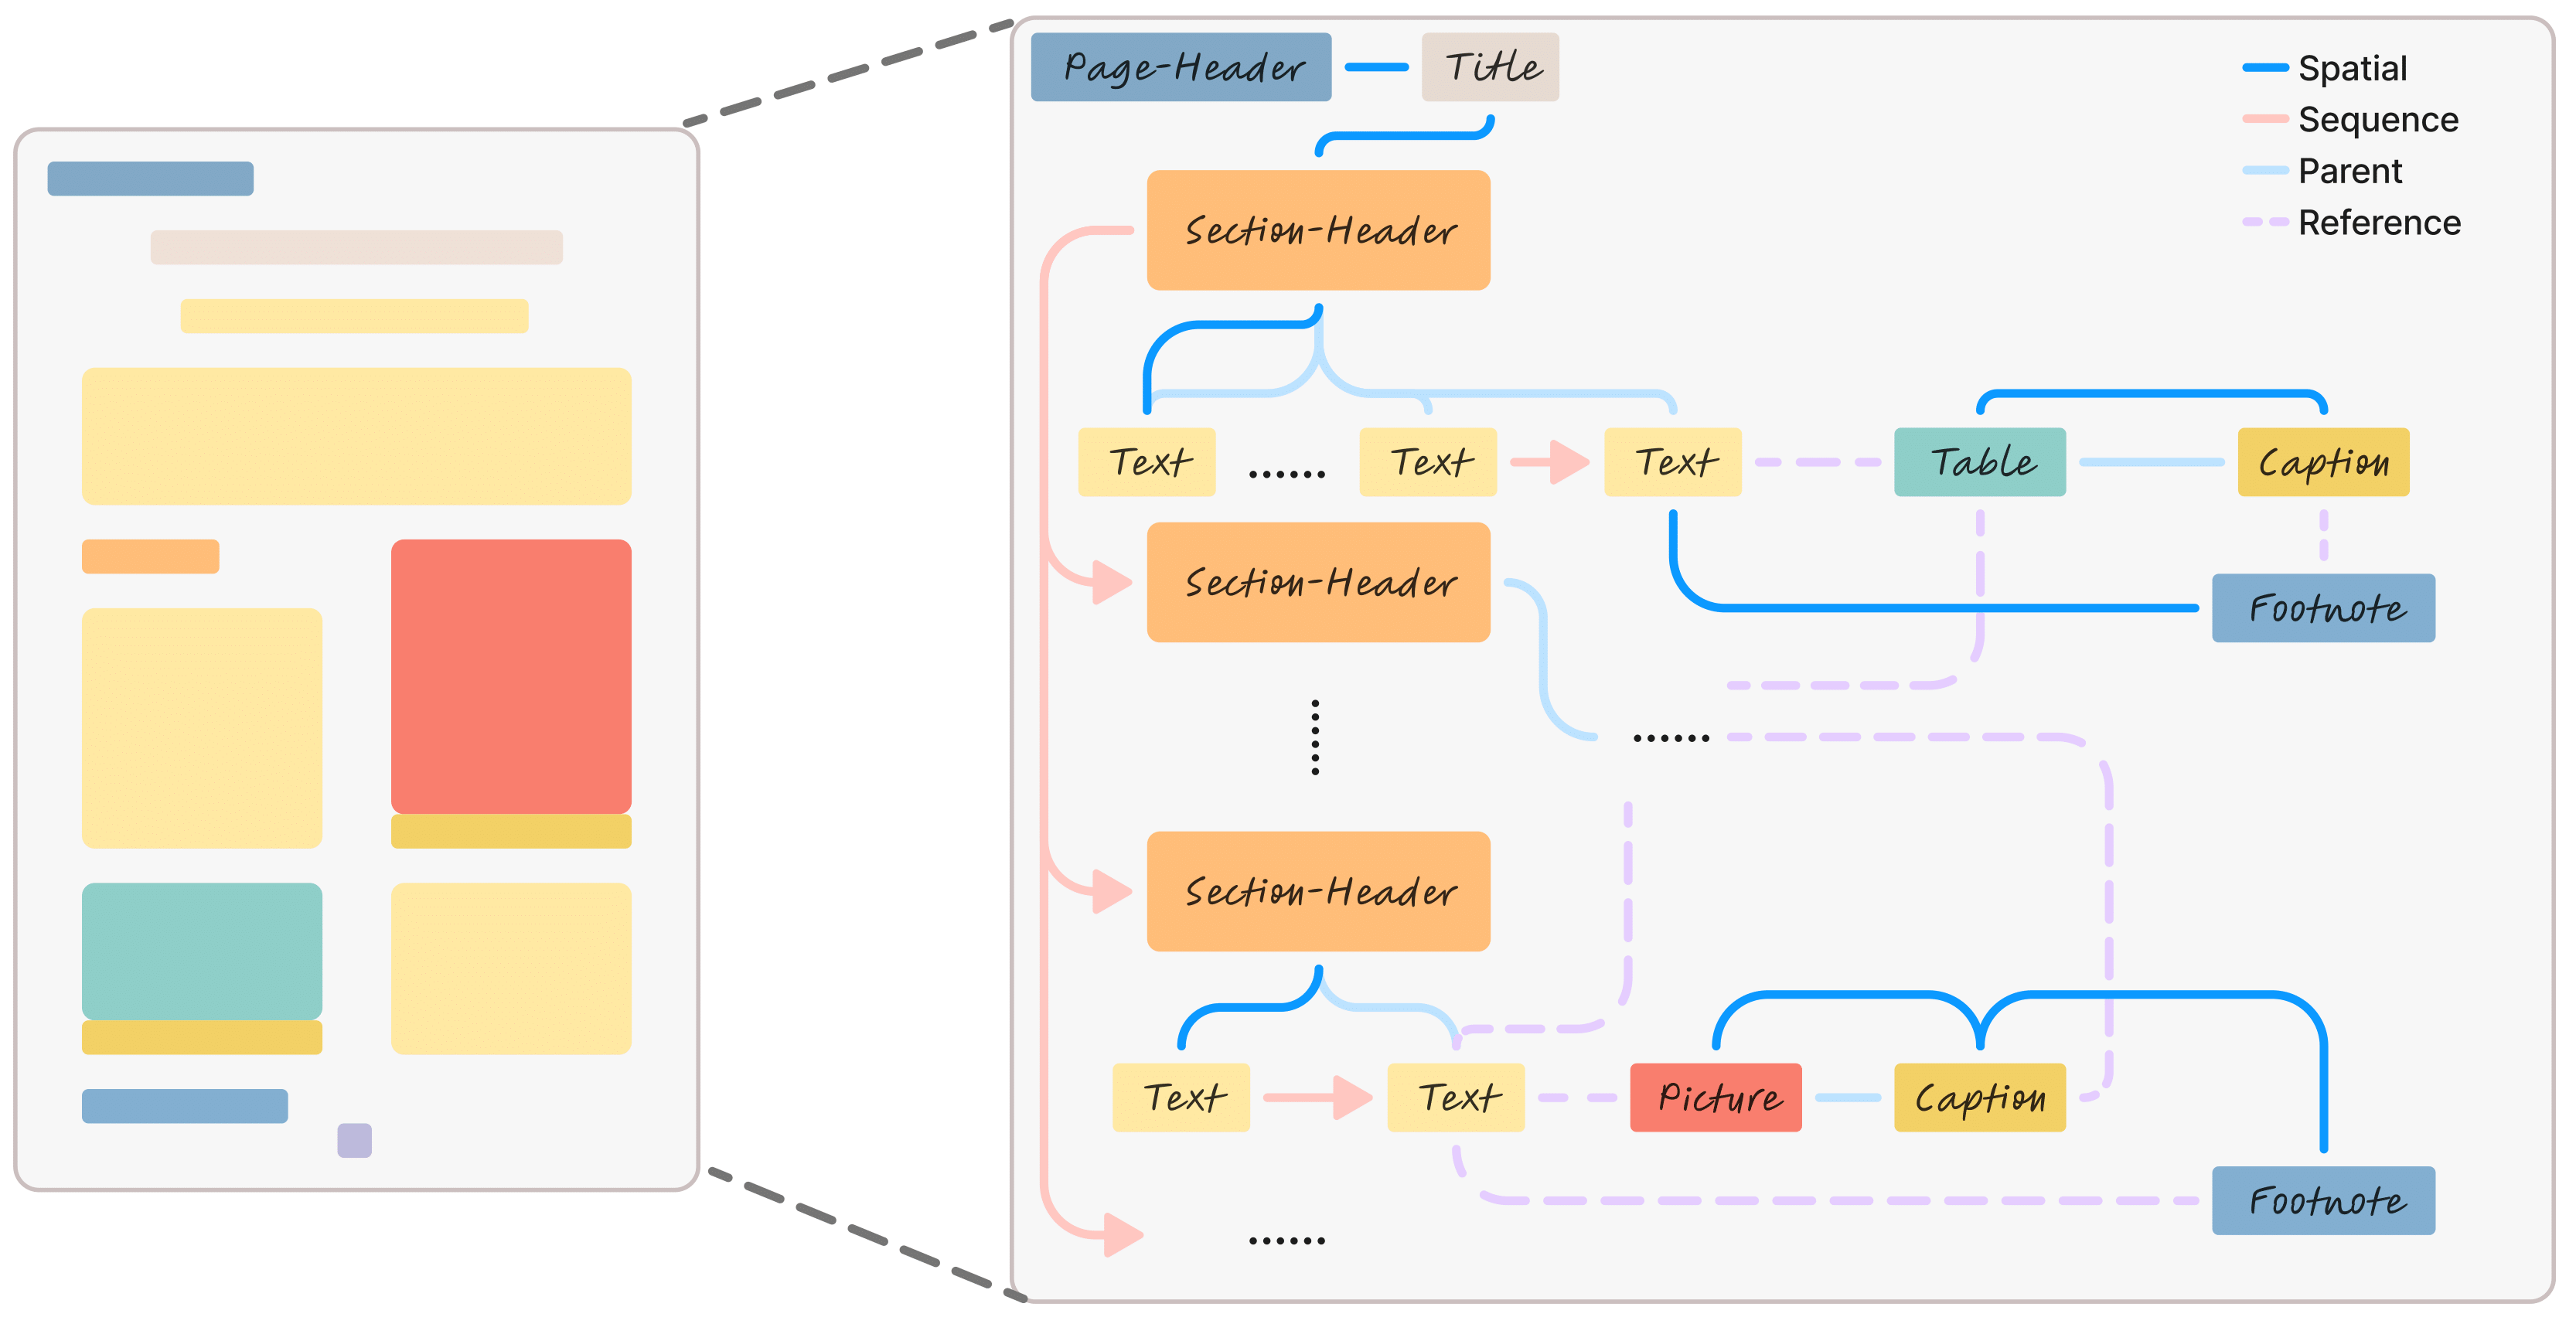 Page-Header Title
Spatial
Sequence
Parent
Reference
Section-Header
Text ...... Text Text Table Caption
Section-Header Footnote
......
......
Section-Header
Text Text Picture Caption
Footnote
......